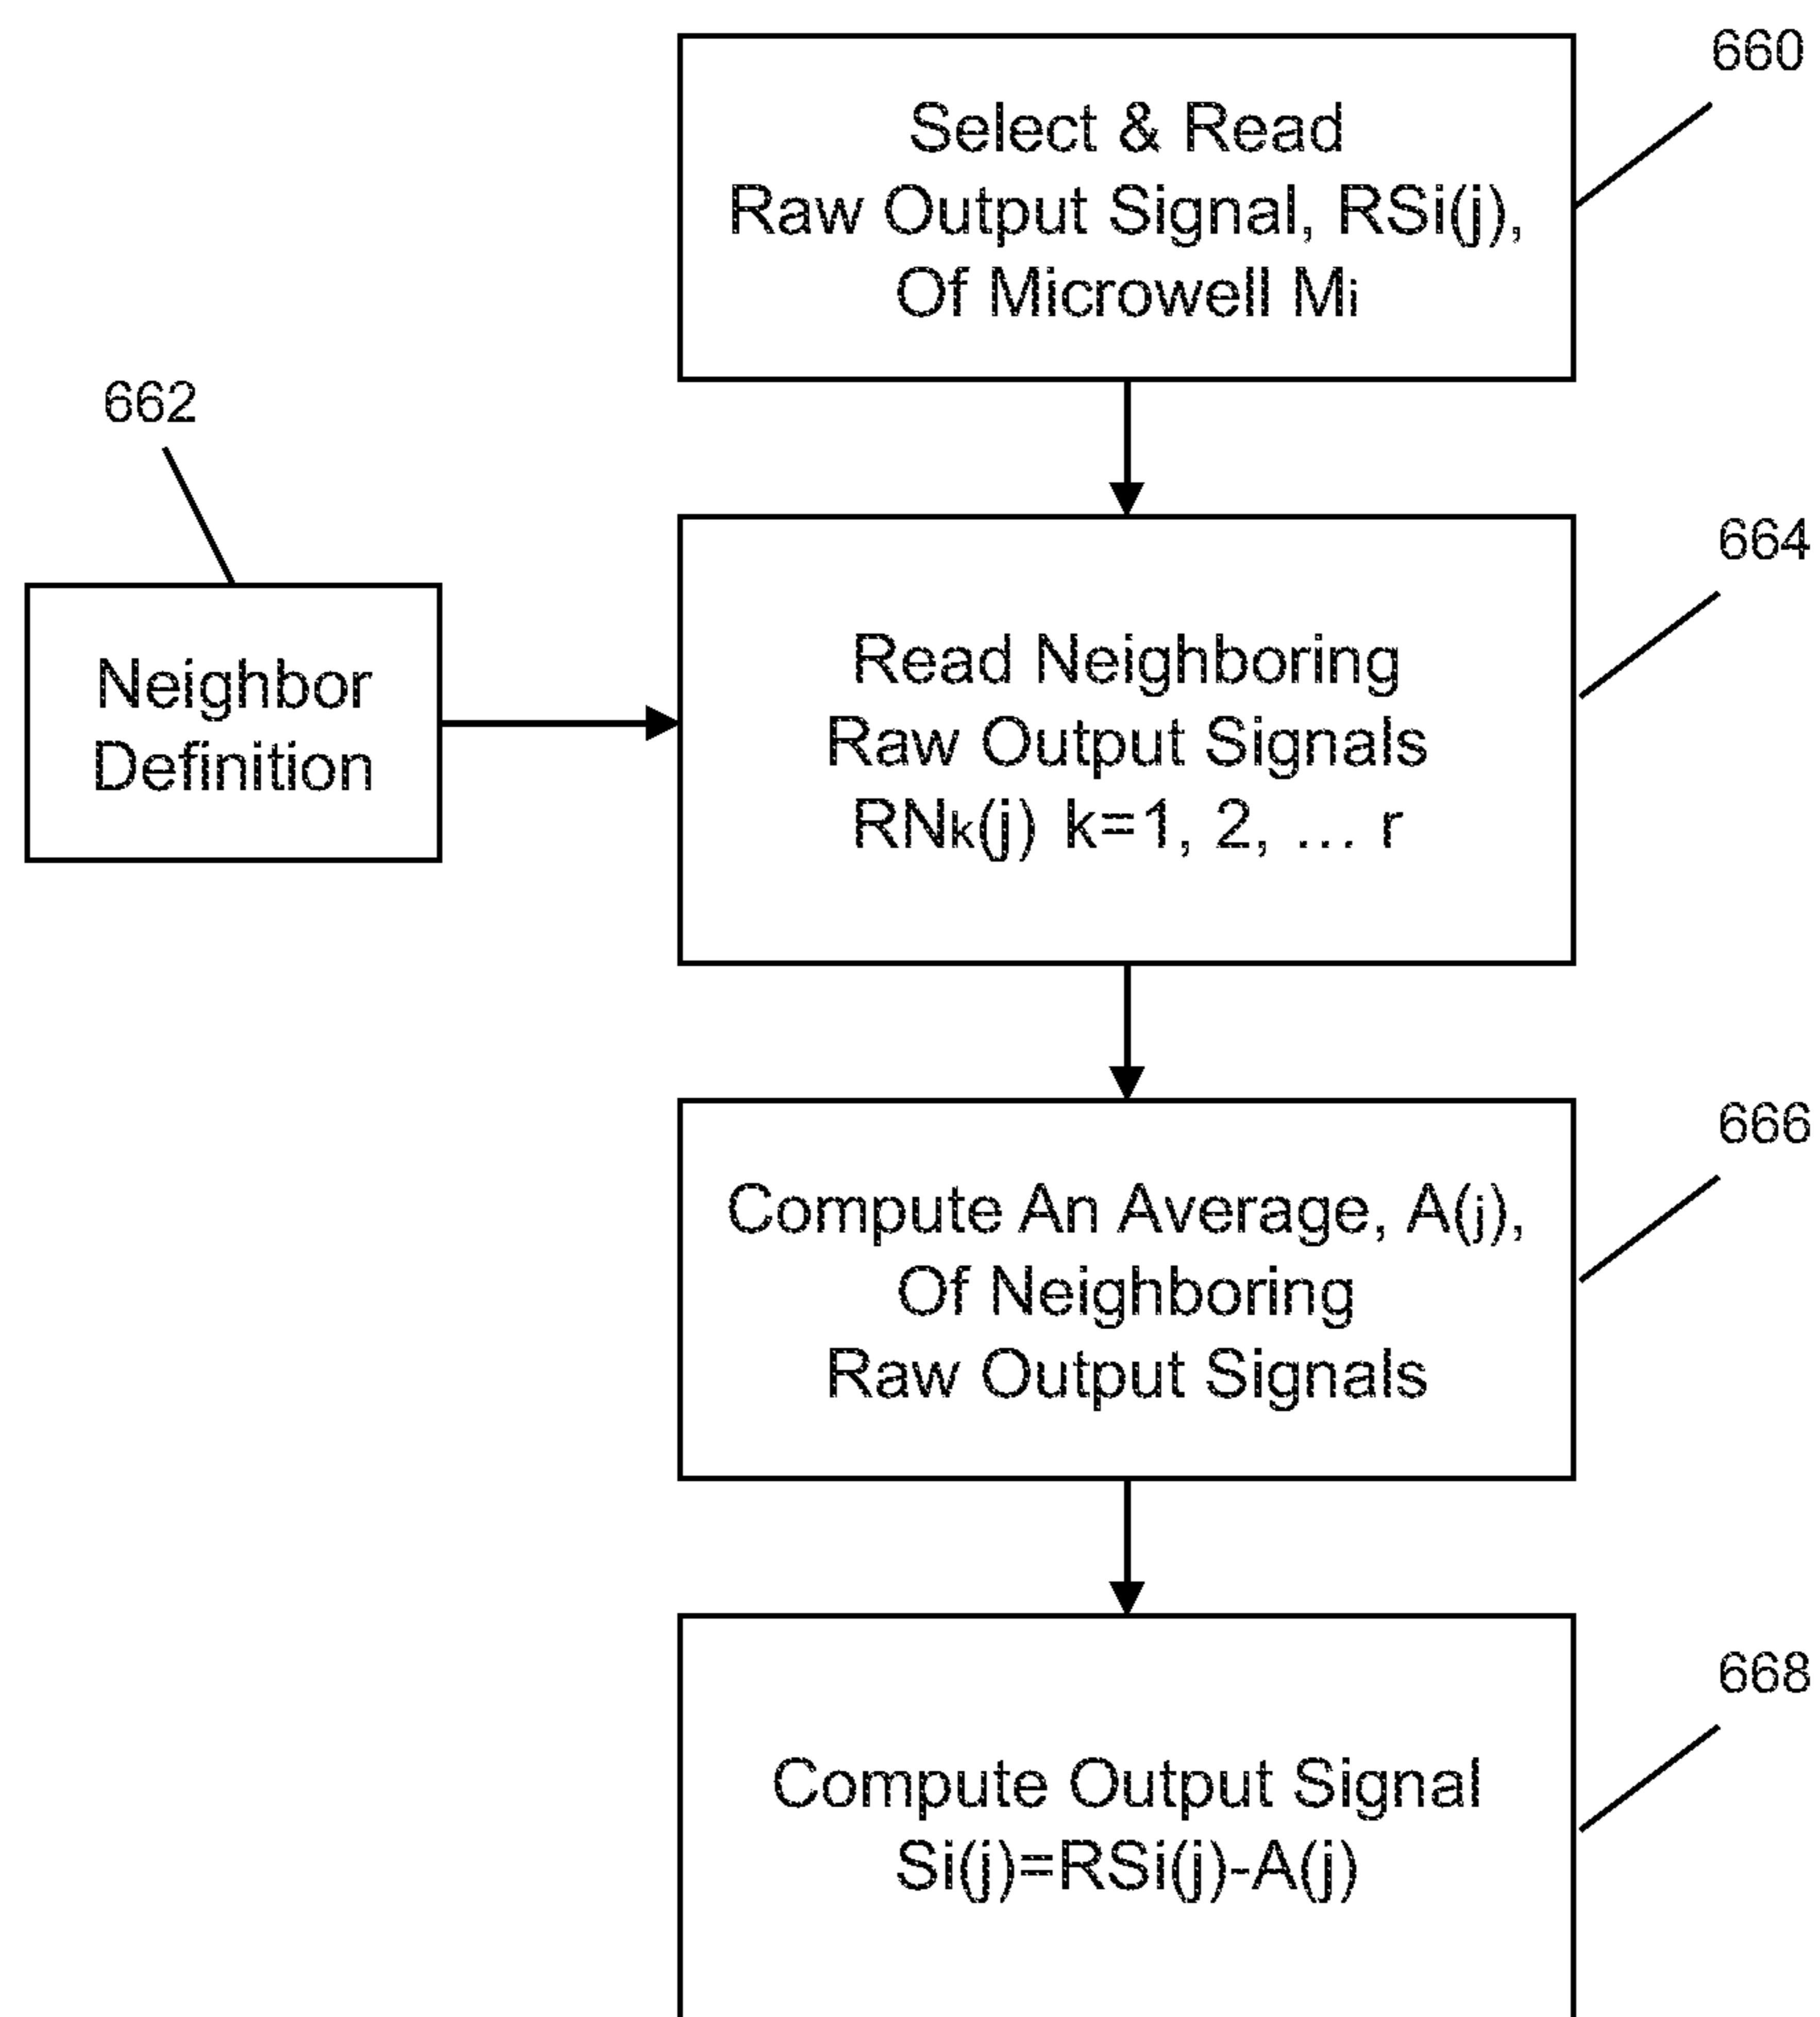 660
Select & Read
Raw Output Signal, RSi(j),
Of Microwell Mi
662
Neighbor
Definition
664
Read Neighboring
Raw Output Signals
RNk(j) k=1, 2, ... r
666
Compute An Average, A(j),
Of Neighboring
Raw Output Signals
668
Compute Output Signal
Si(j)=RSi(j)-A(j)